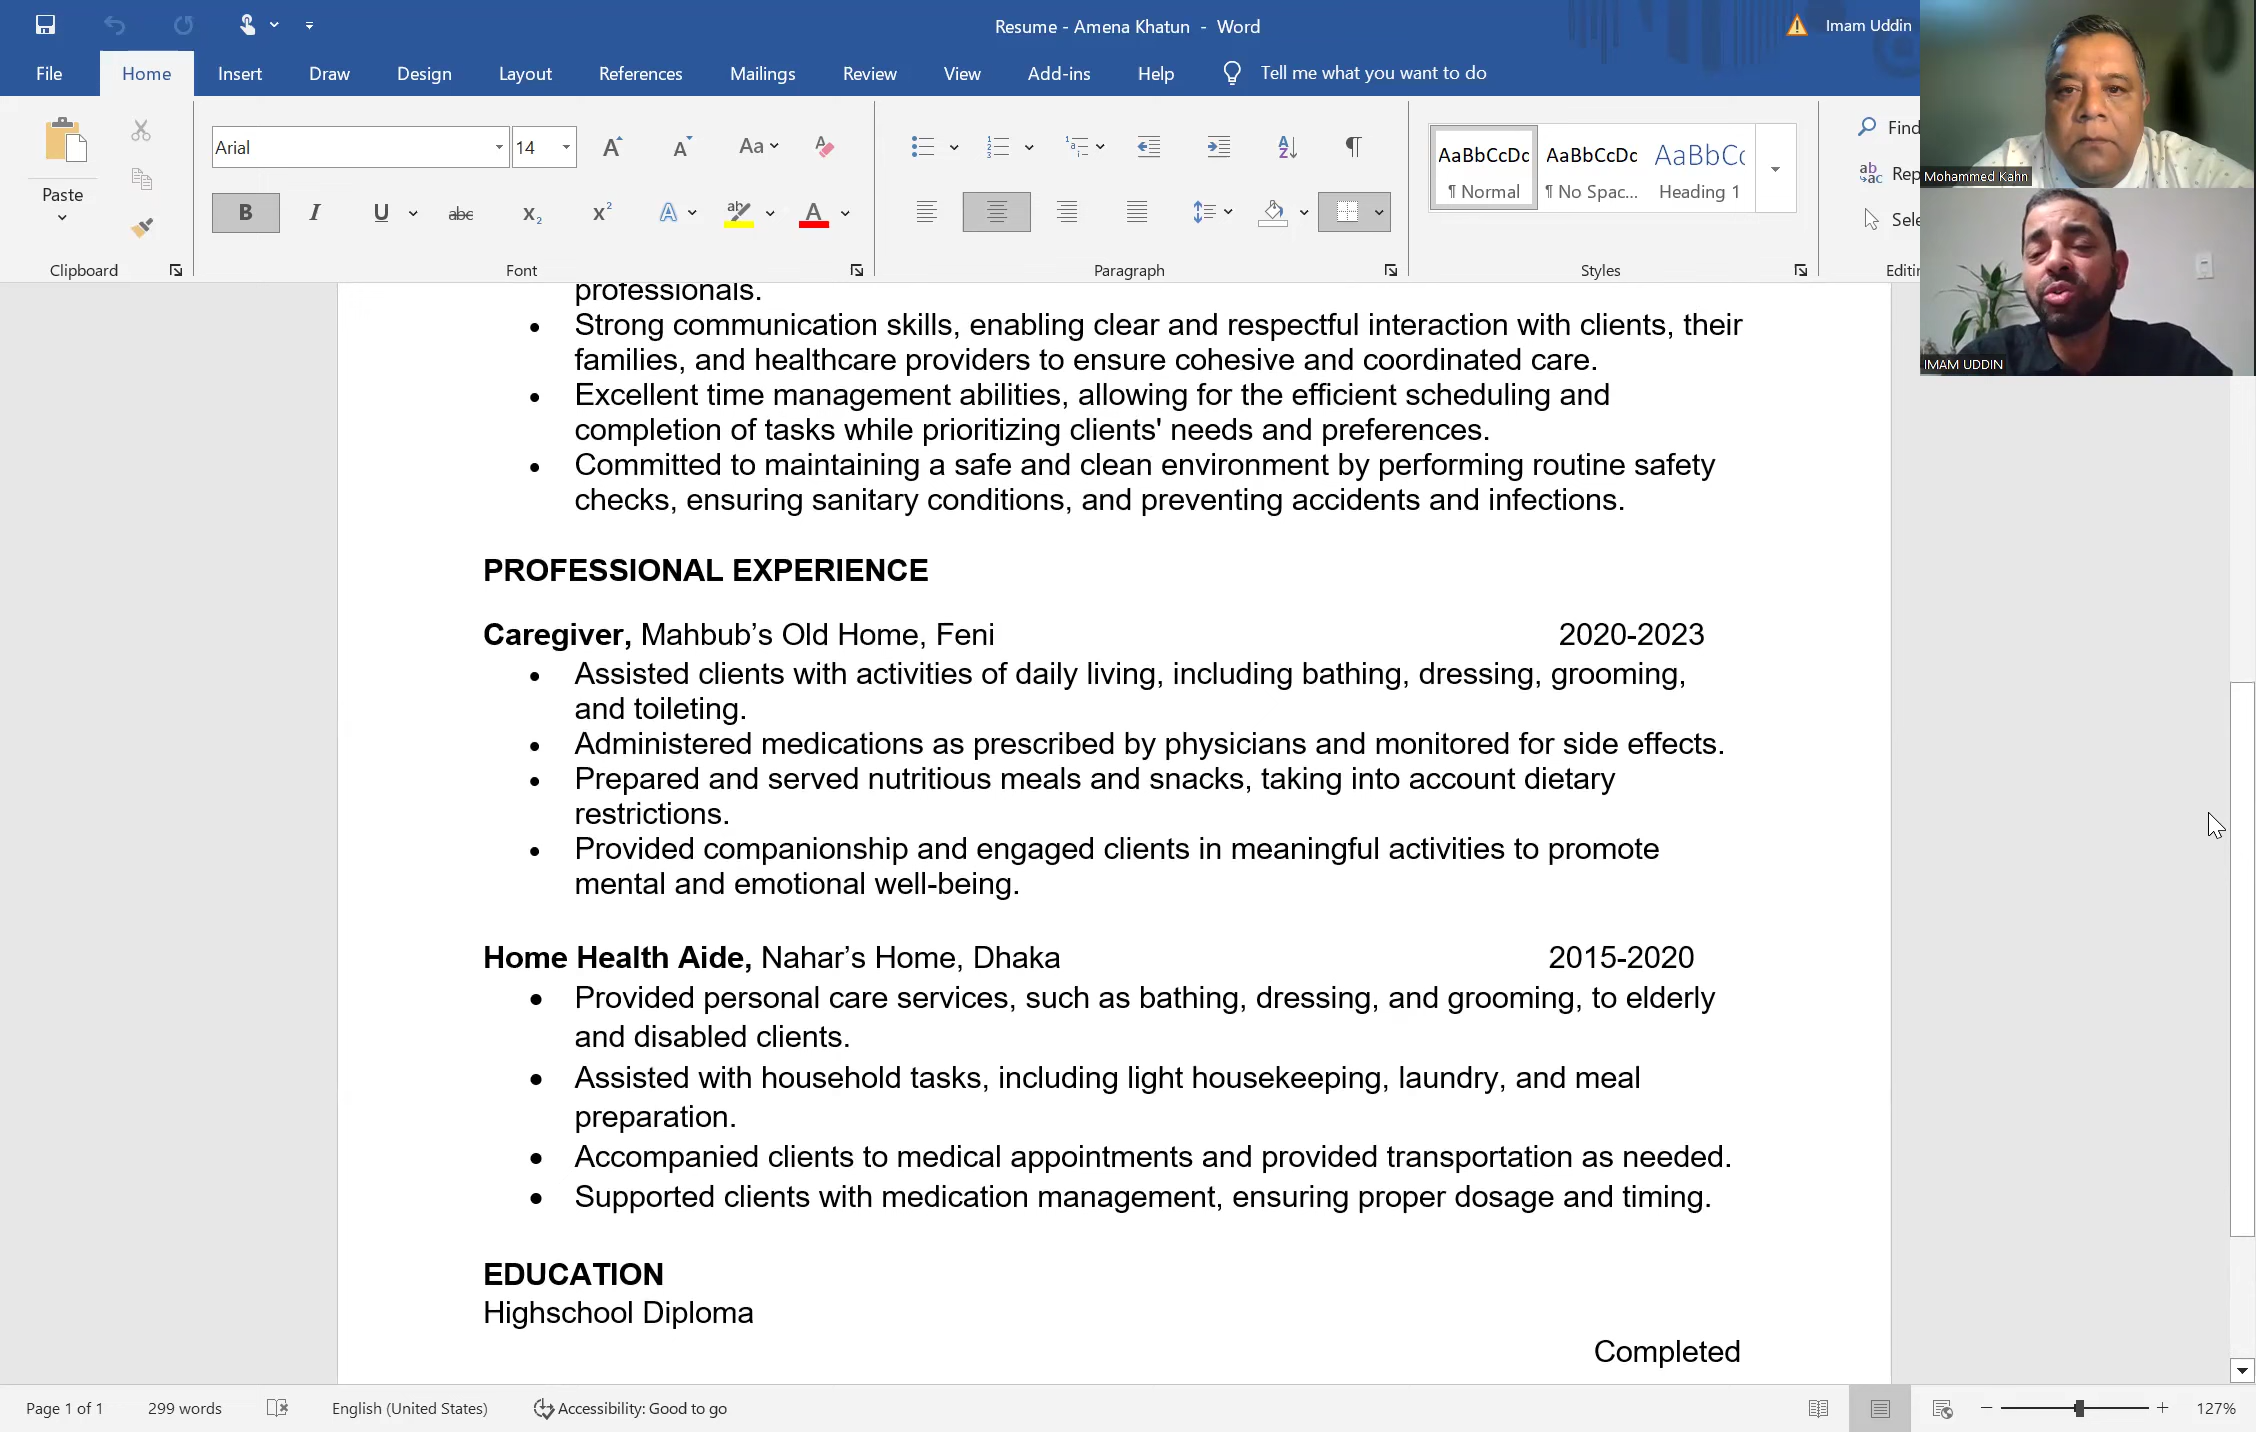 Resume - Amena Khatun - Word
Imam Uddin
File Home Insert Draw Design Layout References Mailings Review View Add-ins Help Tell me what you want to do
Mohammed Kahn
IMAM UDDIN
Paste
Clipboard
Arial 14
Aa
B I U abc X₂ X² A ab A
Font
Paragraph
AaBbCcDc AaBbCcDc AaBbCc
¶ Normal ¶ No Spac... Heading 1
Styles
Find
Rep
Sele
Editin
professionals.
• Strong communication skills, enabling clear and respectful interaction with clients, their
families, and healthcare providers to ensure cohesive and coordinated care.
• Excellent time management abilities, allowing for the efficient scheduling and
completion of tasks while prioritizing clients' needs and preferences.
• Committed to maintaining a safe and clean environment by performing routine safety
checks, ensuring sanitary conditions, and preventing accidents and infections.
PROFESSIONAL EXPERIENCE
Caregiver, Mahbub’s Old Home, Feni 2020-2023
• Assisted clients with activities of daily living, including bathing, dressing, grooming,
and toileting.
• Administered medications as prescribed by physicians and monitored for side effects.
• Prepared and served nutritious meals and snacks, taking into account dietary
restrictions.
• Provided companionship and engaged clients in meaningful activities to promote
mental and emotional well-being.
Home Health Aide, Nahar’s Home, Dhaka 2015-2020
• Provided personal care services, such as bathing, dressing, and grooming, to elderly
and disabled clients.
• Assisted with household tasks, including light housekeeping, laundry, and meal
preparation.
• Accompanied clients to medical appointments and provided transportation as needed.
• Supported clients with medication management, ensuring proper dosage and timing.
EDUCATION
Highschool Diploma
Completed
Page 1 of 1 299 words English (United States) Accessibility: Good to go 127%